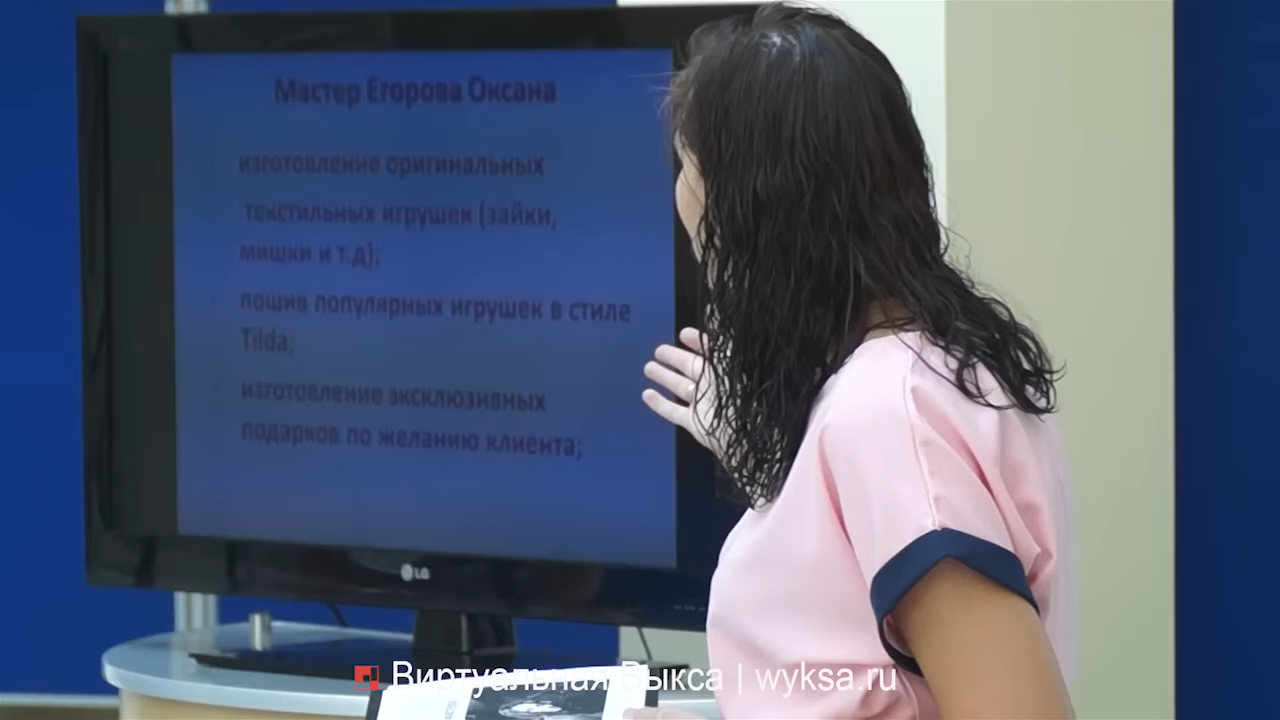 Мастер Егорова Оксана
изготовление оригинальных
текстильных игрушек (зайки,
мишки и т.д);
пошив популярных игрушек в стиле
Tilda;
изготовление эксклюзивных
подарков по желанию клиента;
LG
Виртуальная Выкса | wyksa.ru